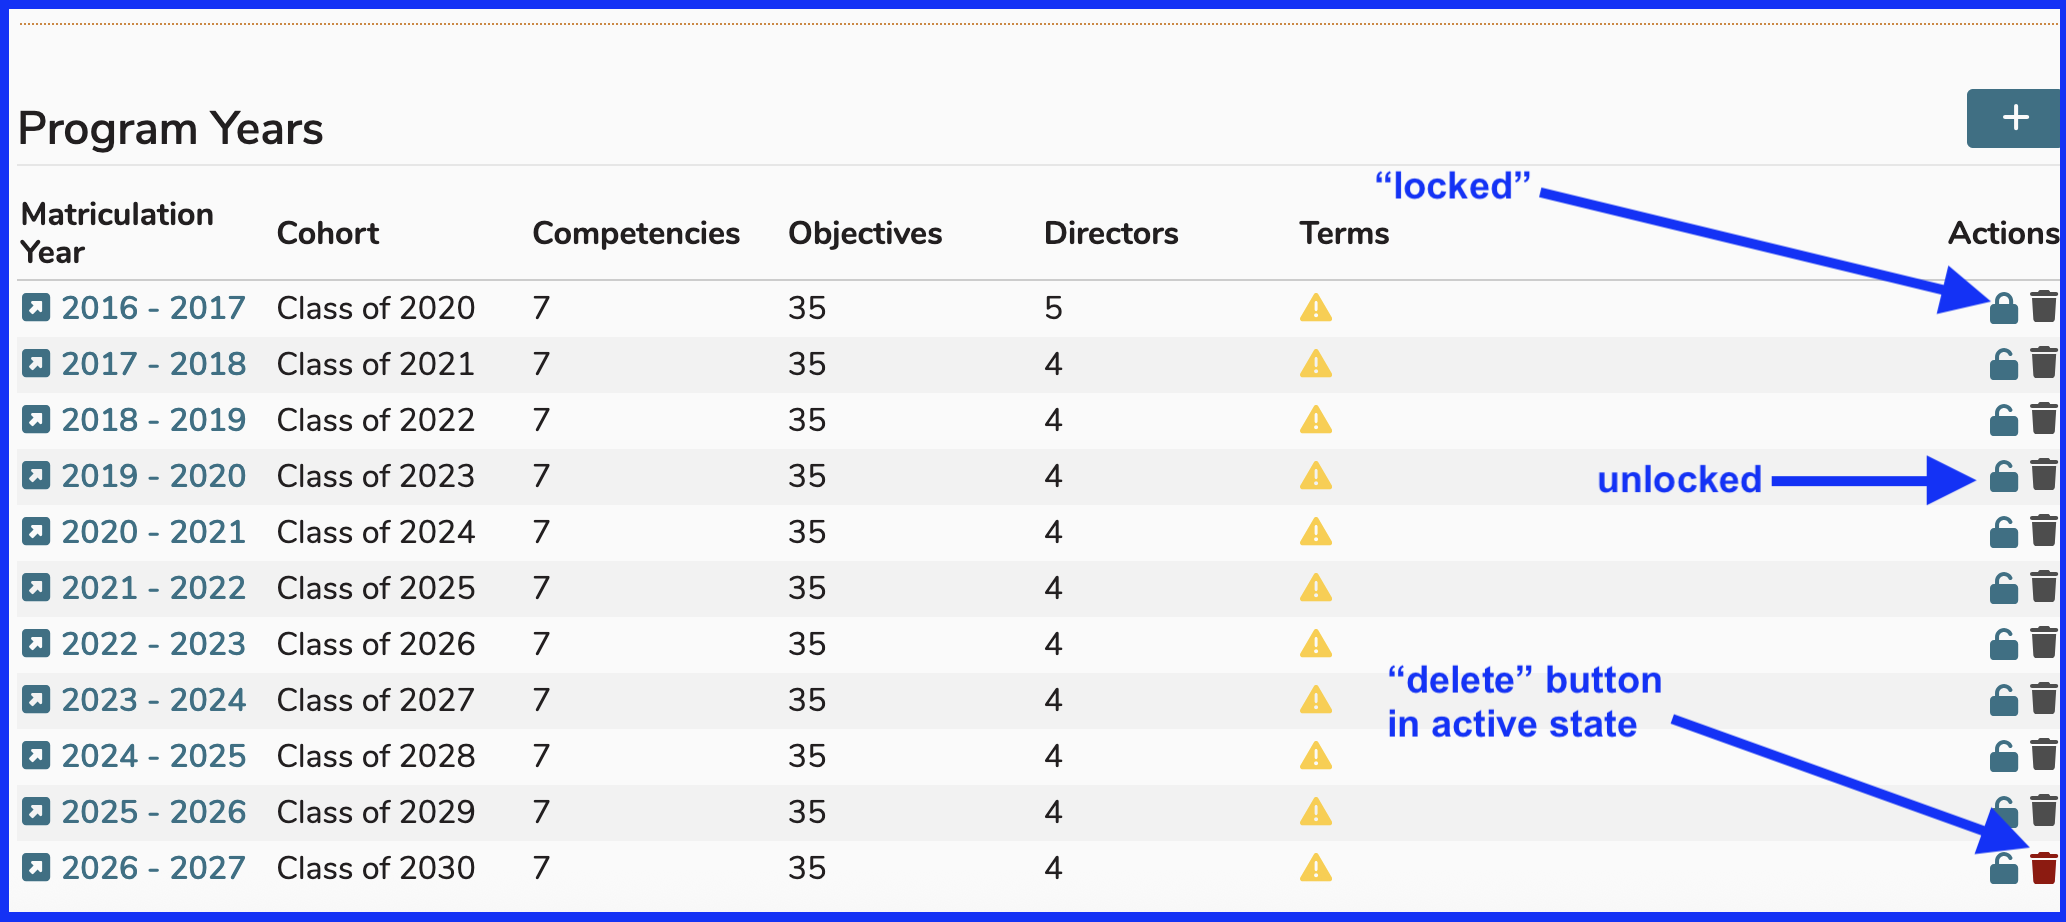 Program Years
+
“locked”
Matriculation Year Cohort Competencies Objectives Directors Terms Actions
2016 - 2017 Class of 2020 7 35 5
2017 - 2018 Class of 2021 7 35 4
2018 - 2019 Class of 2022 7 35 4
2019 - 2020 Class of 2023 7 35 4 unlocked
2020 - 2021 Class of 2024 7 35 4
2021 - 2022 Class of 2025 7 35 4
2022 - 2023 Class of 2026 7 35 4
“delete” button
in active state
2023 - 2024 Class of 2027 7 35 4
2024 - 2025 Class of 2028 7 35 4
2025 - 2026 Class of 2029 7 35 4
2026 - 2027 Class of 2030 7 35 4